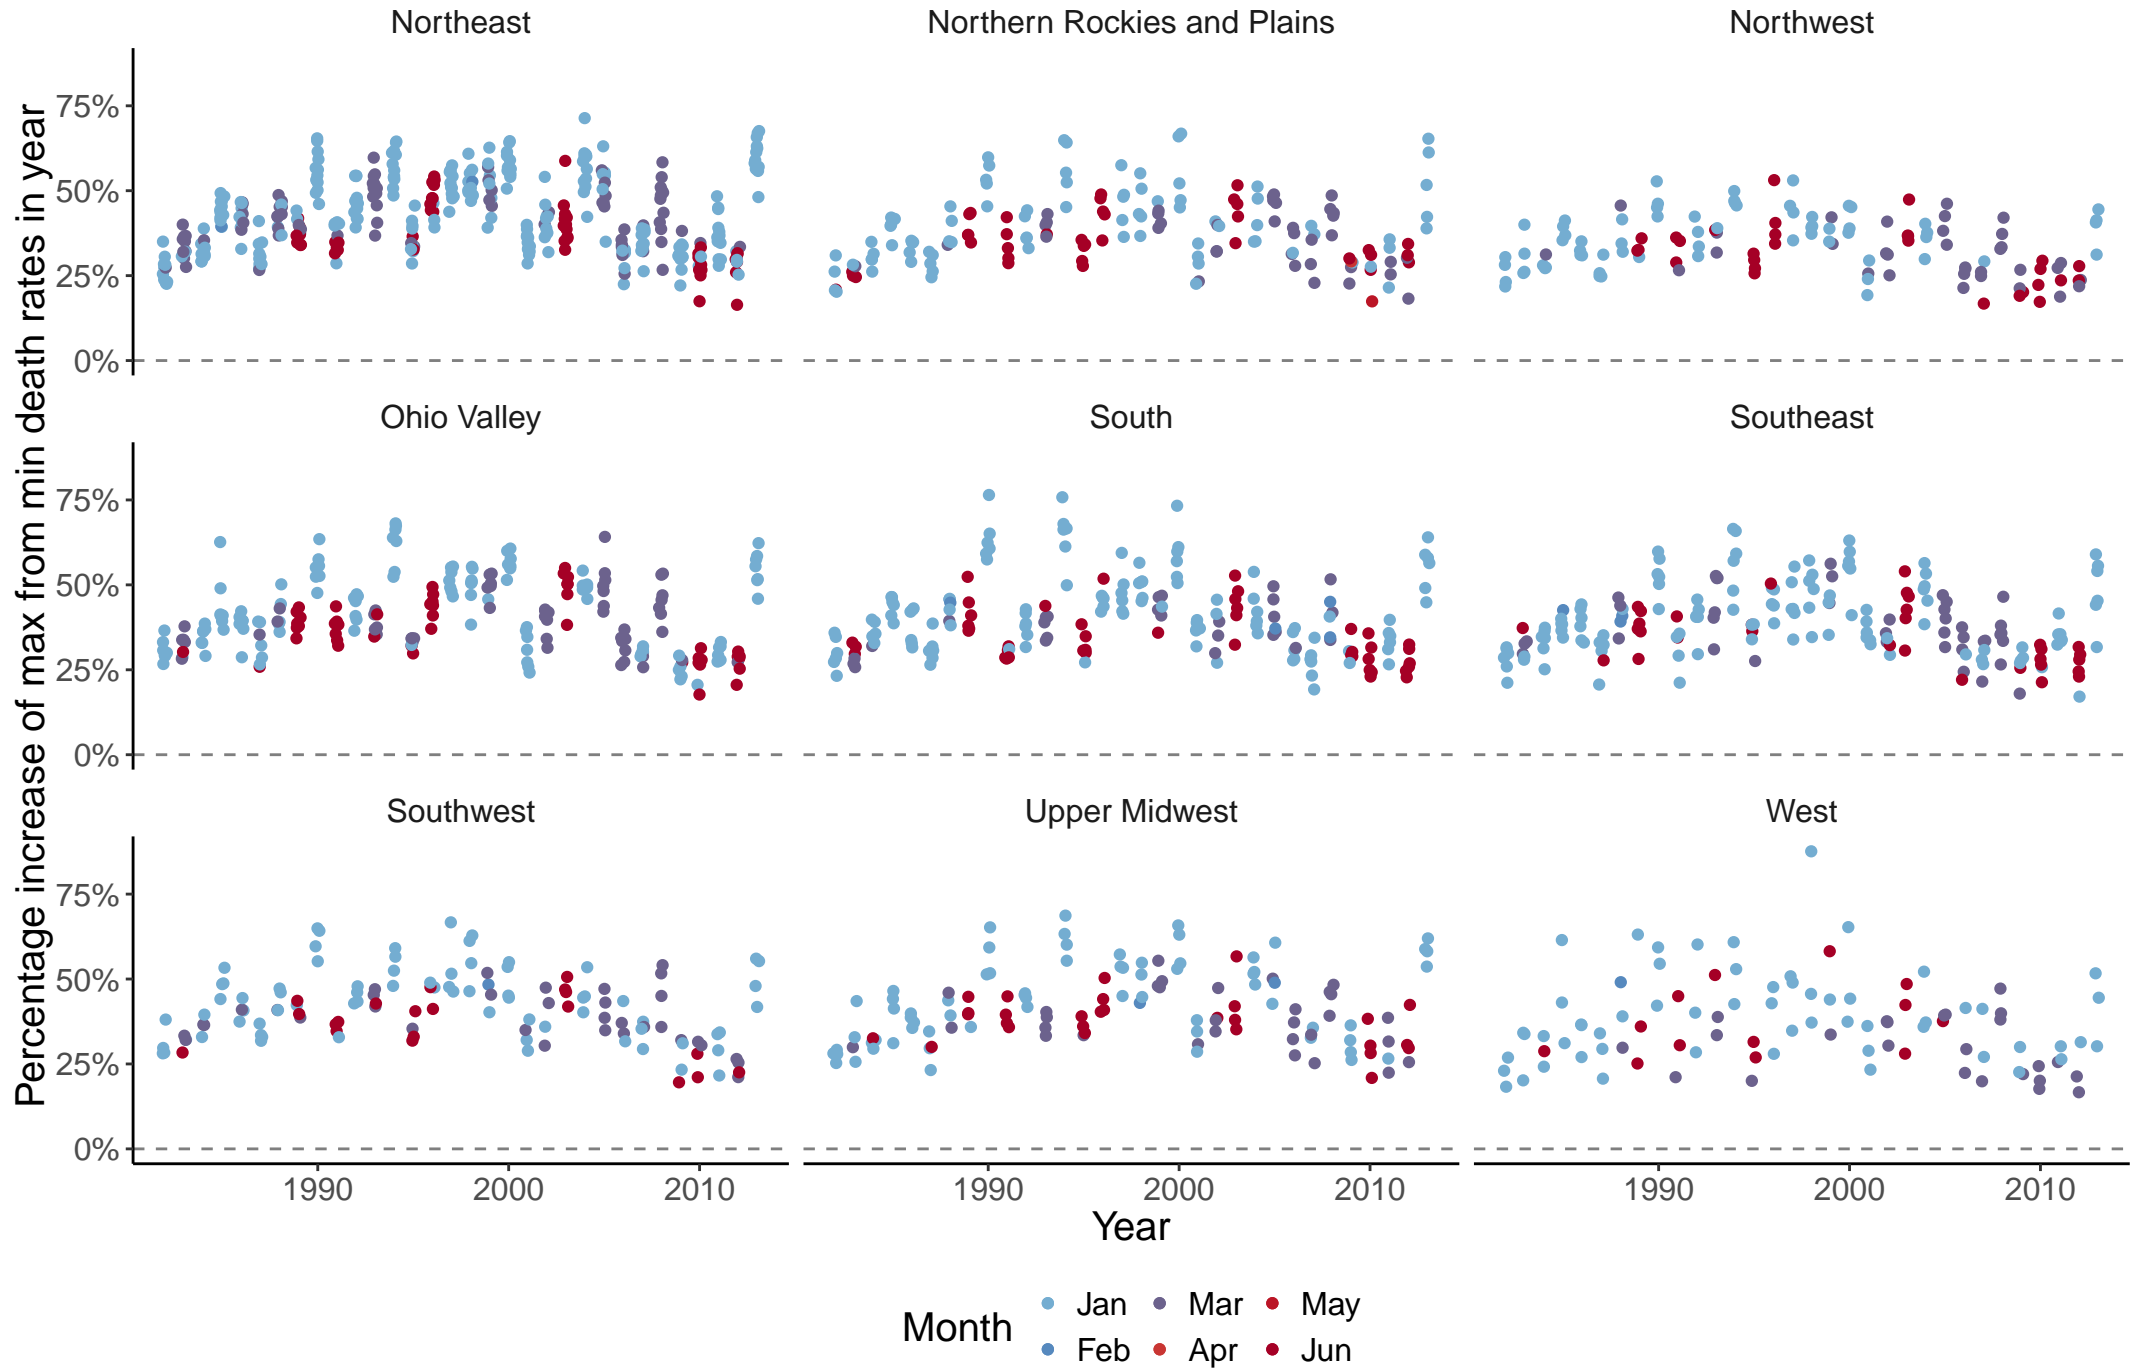 Northeast
Northern Rockies and Plains
Northwest
Percentage increase of max from min death rates in year
75%
50%
25%
0%
Ohio Valley
South
Southeast
75%
50%
25%
0%
Southwest
Upper Midwest
West
75%
50%
25%
0%
1990 2000 2010
1990 2000 2010
1990 2000 2010
Year
Month
Jan Mar May
Feb Apr Jun